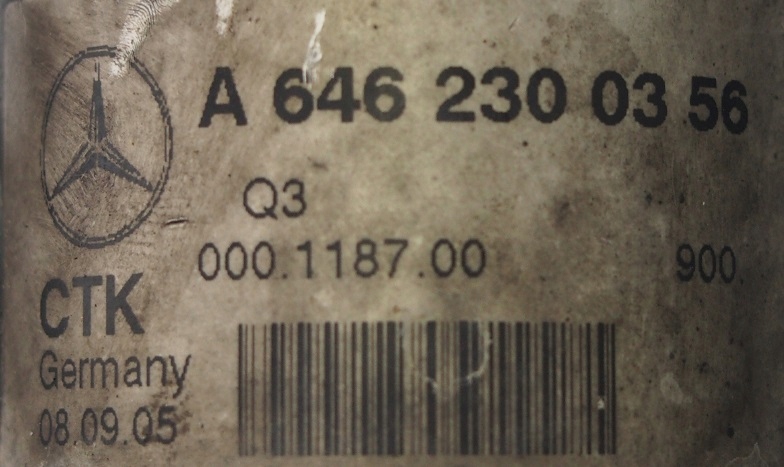 A 646 230 03 56
Q3
000.1187.00 900
CTK
Germany
08.09.05